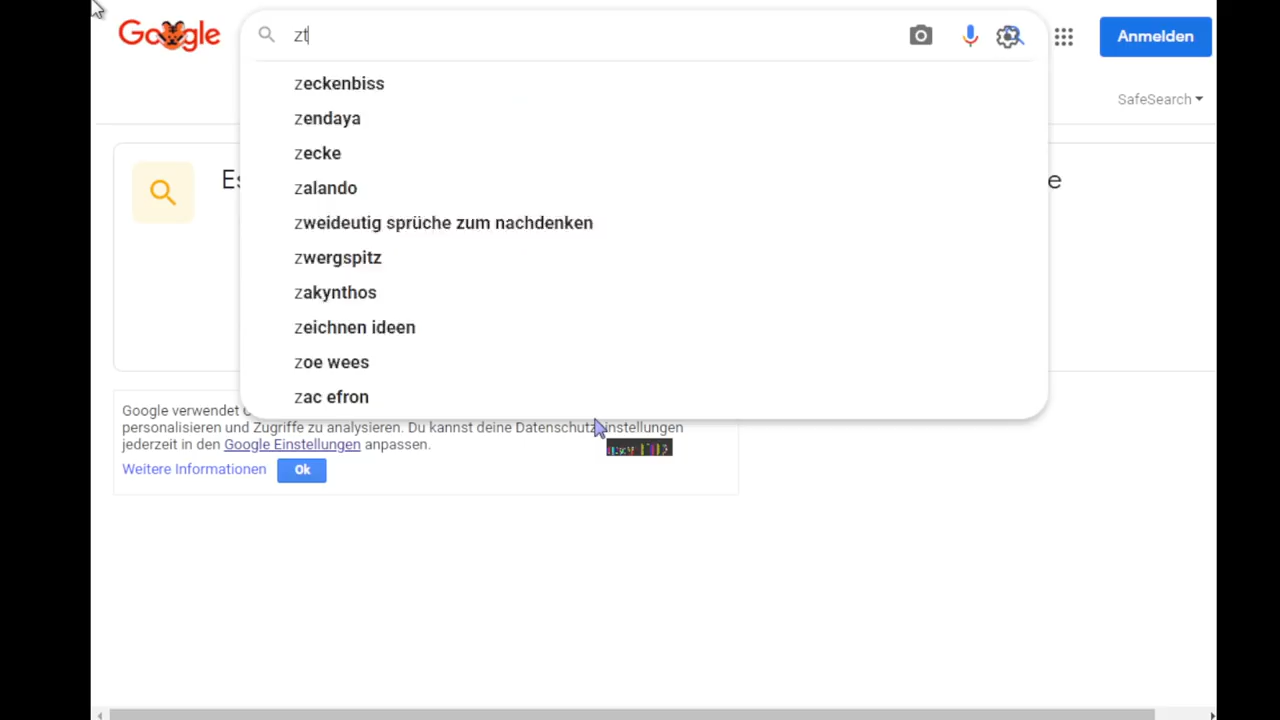 Google
zt
Anmelden
zeckenbiss
SafeSearch
zendaya
zecke
Es
e
zalando
zweideutig sprüche zum nachdenken
zwergspitz
zakynthos
zeichnen ideen
zoe wees
zac efron
Google verwendet C
personalisieren und Zugriffe zu analysieren. Du kannst deine Datenschutzeinstellungen
jederzeit in den Google Einstellungen anpassen.
Weitere Informationen
Ok